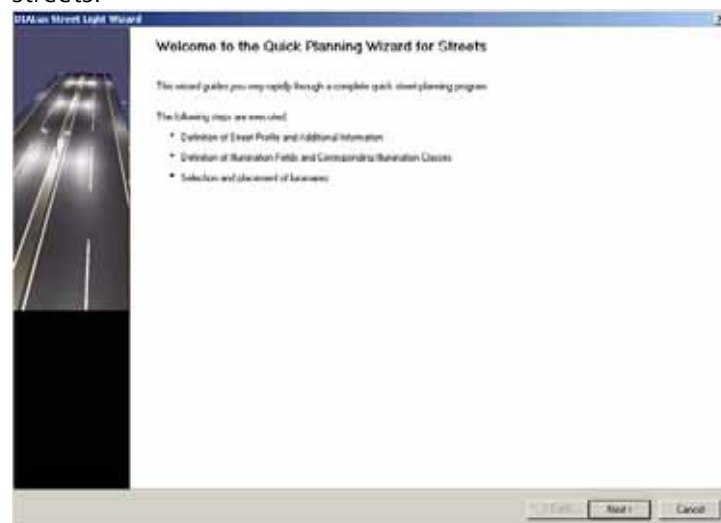 streets.
DIALux Street Light Wizard
Welcome to the Quick Planning Wizard for Streets
This wizard guides you very rapidly through a complete quick street planning program
The following steps are executed:
* Definition of Street Profile and Additional Information
* Definition of Illumination Fields and Corresponding Illumination Classes
* Selection and placement of luminaires
Next > Cancel